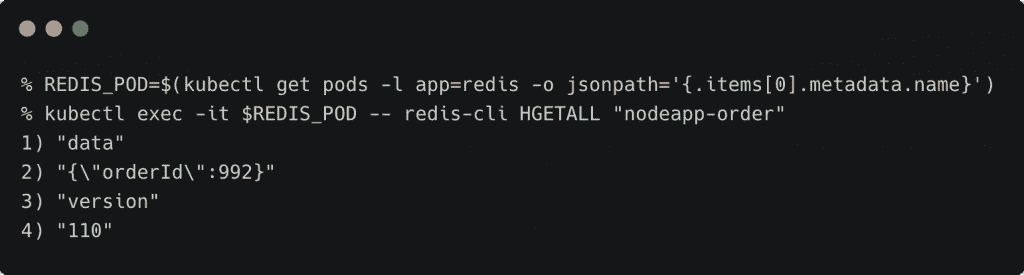 % REDIS_POD=$(kubectl get pods -l app=redis -o jsonpath='{.items[0].metadata.name}')
% kubectl exec -it $REDIS_POD -- redis-cli HGETALL "nodeapp-order"
1) "data"
2) "{\"orderId\":992}"
3) "version"
4) "110"